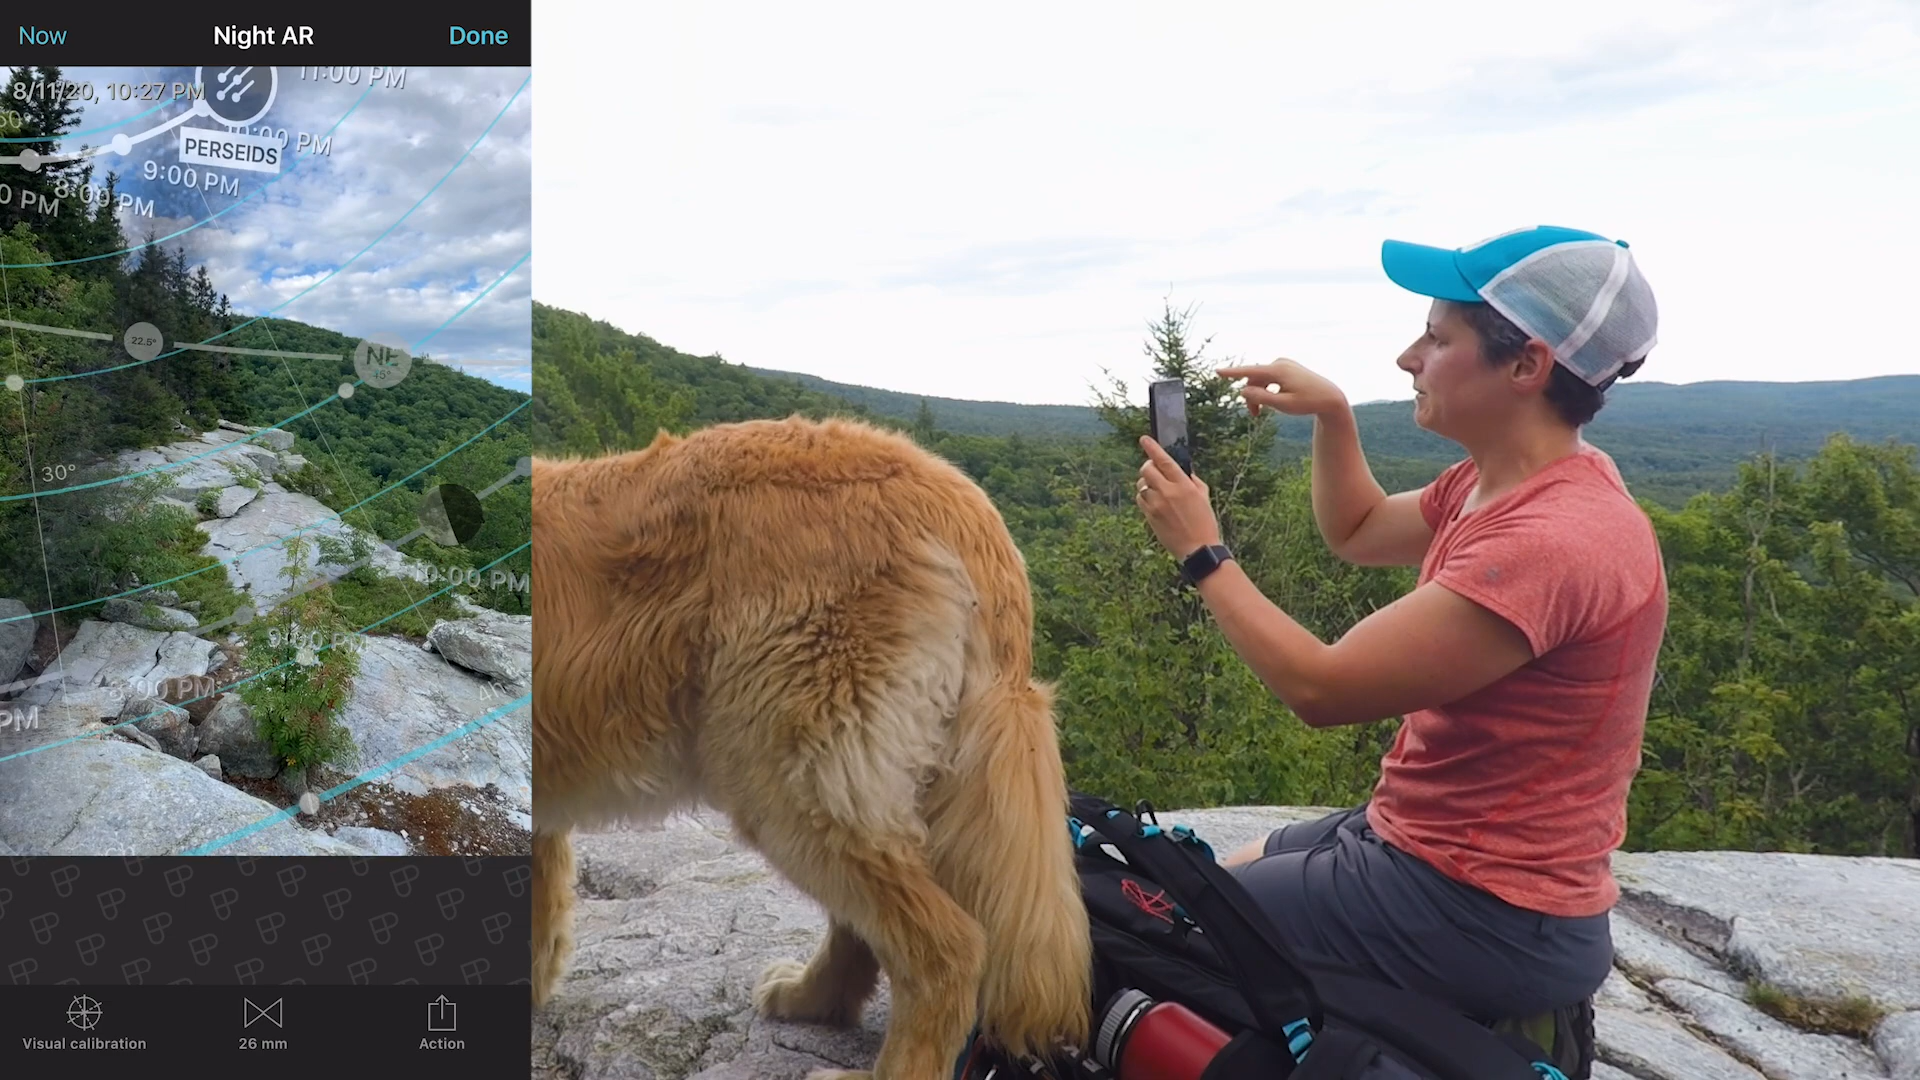 Now
Night AR
Done
11:00 PM
8/11/20, 10:27 PM
60°
10:00 PM
PERSEIDS
9:00 PM
8:00 PM
0 PM
22.5°
NE
45°
30°
10:00 PM
9:00 PM
8:00 PM
4h
PM
Visual calibration
26 mm
Action